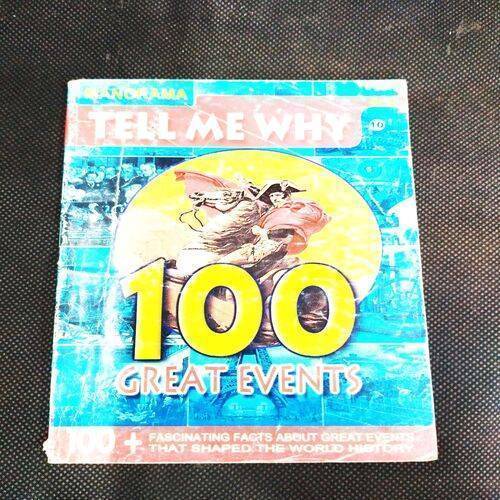 MANORAMA
TELL ME WHY
10
100
GREAT EVENTS
100 + FASCINATING FACTS ABOUT GREAT EVENTS
THAT SHAPED THE WORLD HISTORY